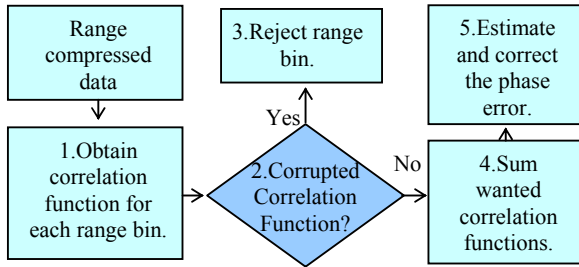 Range
compressed
data
1.Obtain
correlation
function for
each range bin.
2.Corrupted
Correlation
Function?
Yes
3.Reject range
bin.
No
4.Sum
wanted
correlation
functions.
5.Estimate
and correct
the phase
error.